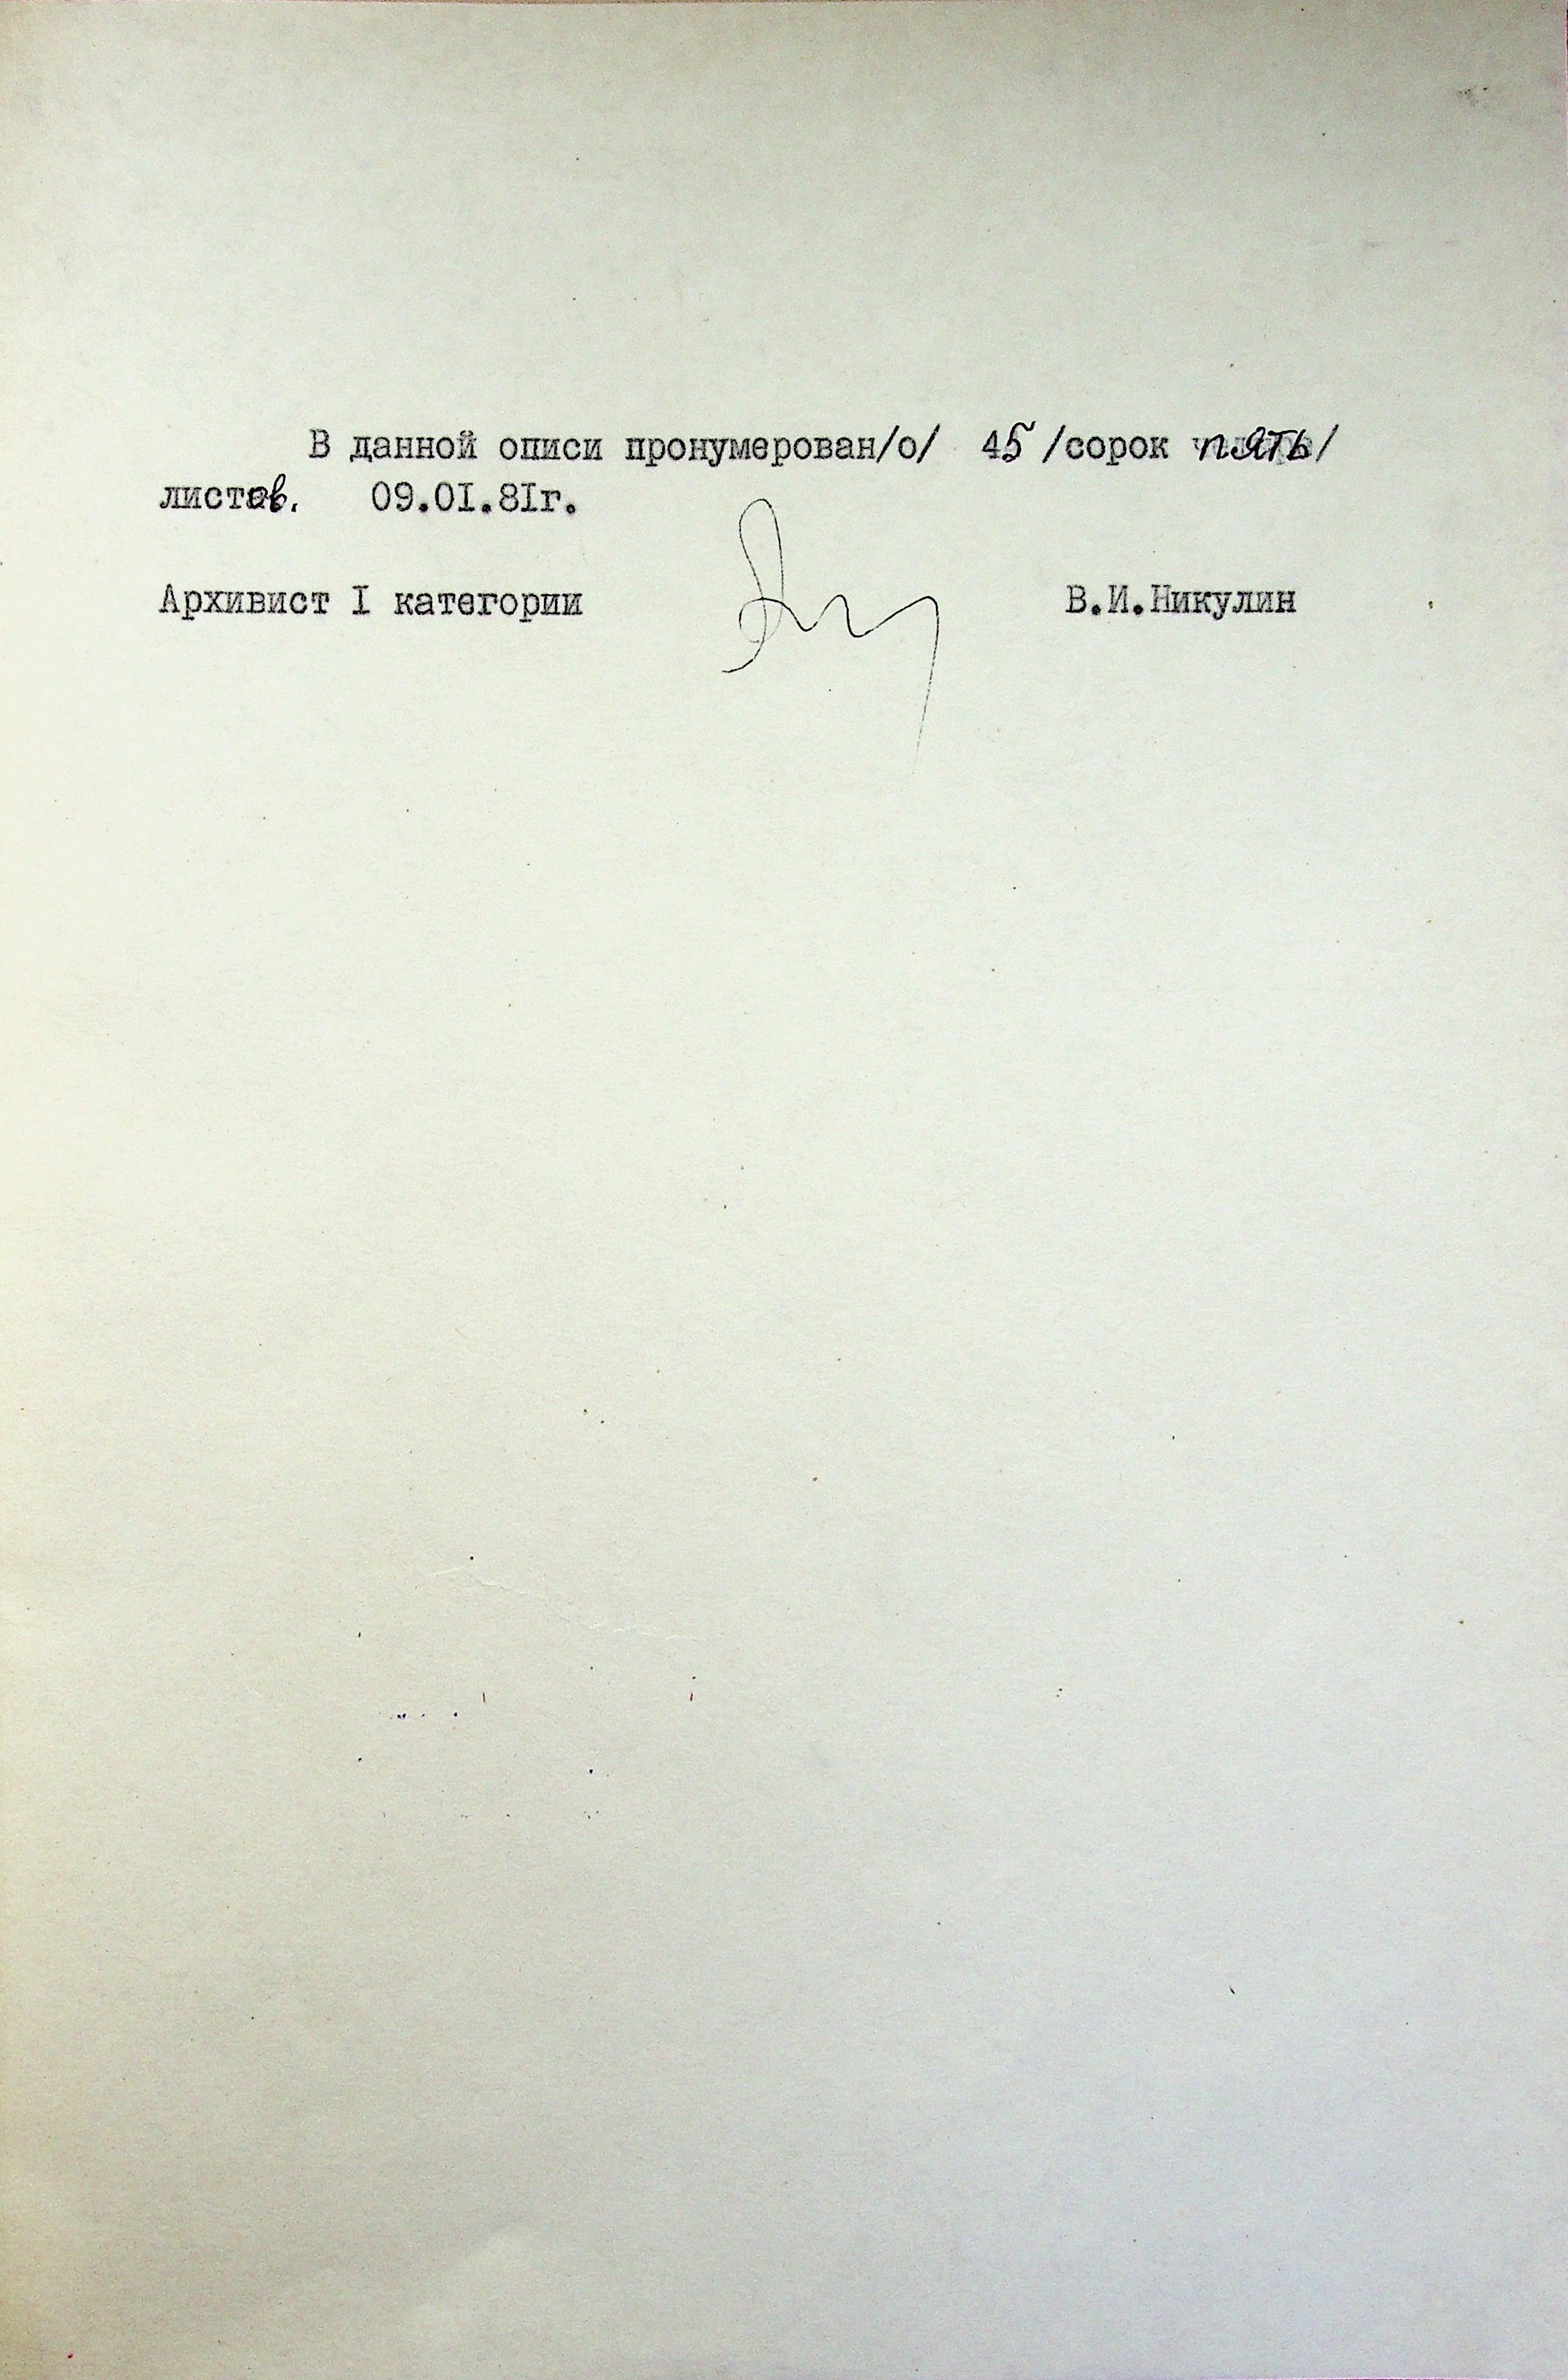 В данной описи пронумерован/о/ 45 /сорок пять/
листов. 09.01.81г.
Архивист I категории В.И.Никулин